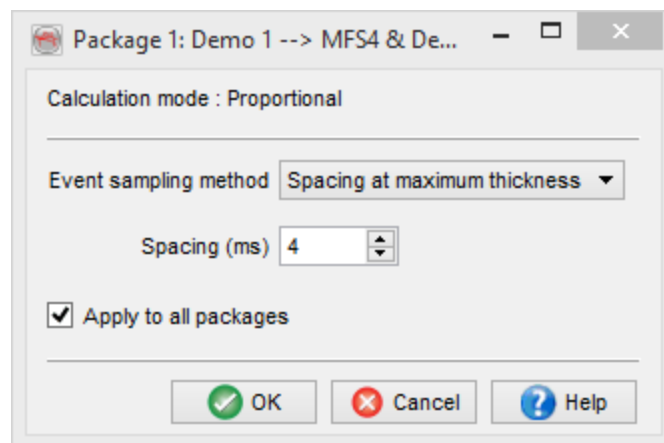 Package 1: Demo 1 --> MFS4 & De...
Calculation mode : Proportional
Event sampling method Spacing at maximum thickness
Spacing (ms) 4
Apply to all packages
OK Cancel Help